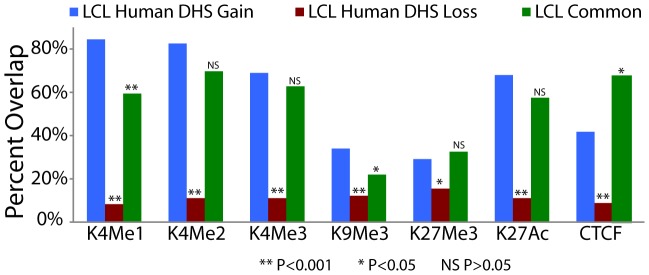 LCL Human DHS Gain LCL Human DHS Loss LCL Common
Percent Overlap
80%
60%
40%
20%
0%
** ** NS ** NS ** ** * ** * NS ** NS ** *
K4Me1 K4Me2 K4Me3 K9Me3 K27Me3 K27Ac CTCF
** P<0.001 * P<0.05 NS P>0.05